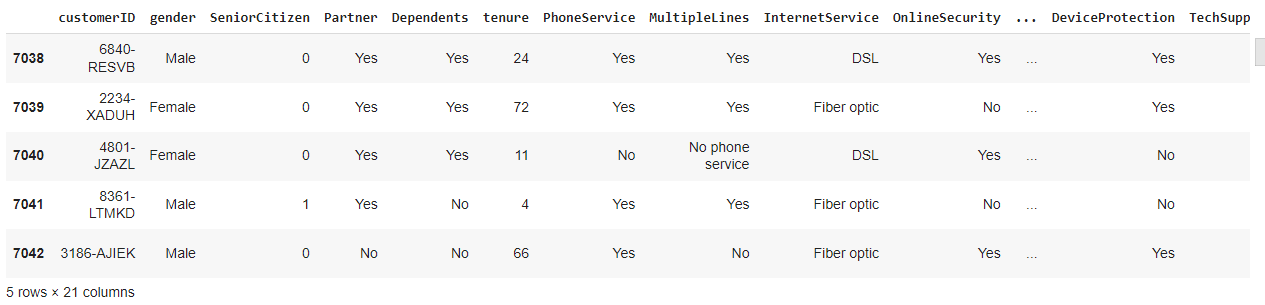 customerID gender SeniorCitizen Partner Dependents tenure PhoneService MultipleLines InternetService OnlineSecurity ... DeviceProtection TechSupp
7038 6840-RESVB Male 0 Yes Yes 24 Yes Yes DSL Yes ... Yes
7039 2234-XADUH Female 0 Yes Yes 72 Yes Yes Fiber optic No ... Yes
7040 4801-JZAZL Female 0 Yes Yes 11 No No phone service DSL Yes ... No
7041 8361-LTMKD Male 1 Yes No 4 Yes Yes Fiber optic No ... No
7042 3186-AJIEK Male 0 No No 66 Yes No Fiber optic Yes ... Yes
5 rows × 21 columns